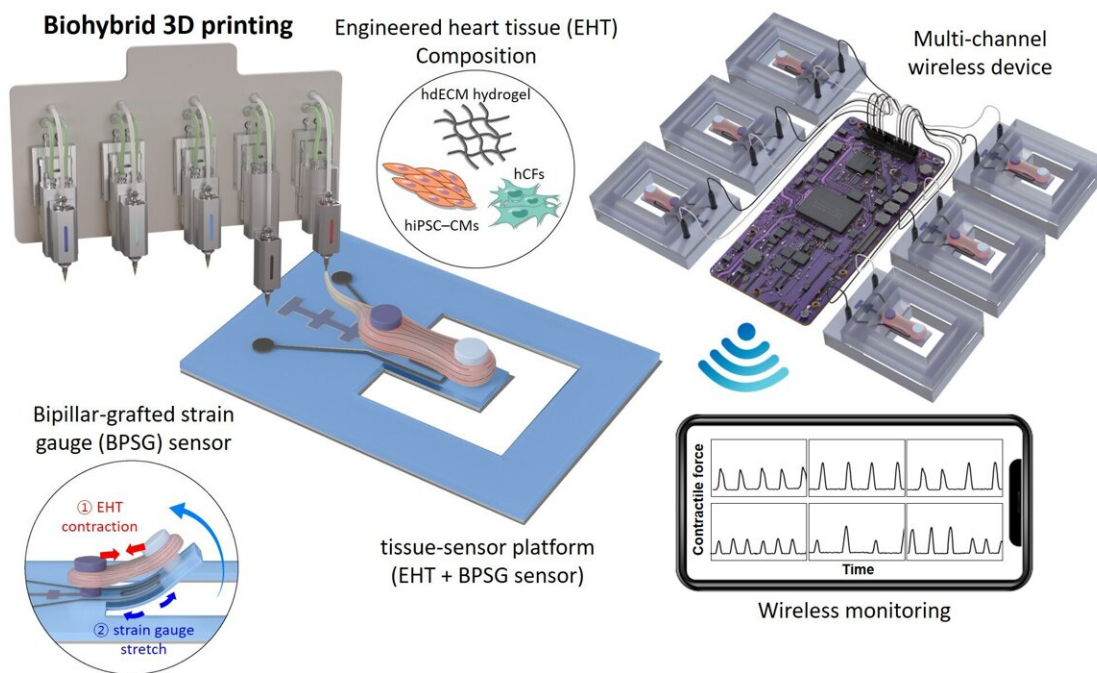 Biohybrid 3D printing
Engineered heart tissue (EHT)
Composition
hdECM hydrogel
hCFs
hiPSC–CMs
Multi-channel
wireless device
Bipillar-grafted strain
gauge (BPSG) sensor
① EHT
contraction
② strain gauge
stretch
tissue-sensor platform
(EHT + BPSG sensor)
Contractile force
Time
Wireless monitoring